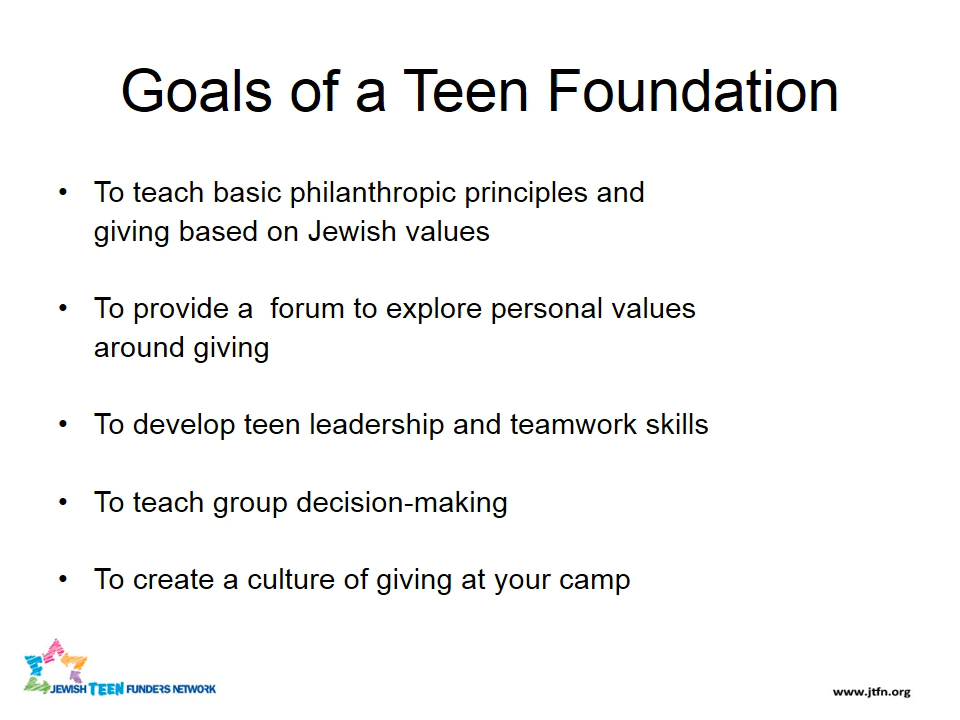 Goals of a Teen Foundation
• To teach basic philanthropic principles and
giving based on Jewish values
• To provide a  forum to explore personal values
around giving
• To develop teen leadership and teamwork skills
• To teach group decision-making
• To create a culture of giving at your camp
JEWISH TEEN FUNDERS NETWORK
www.jtfn.org